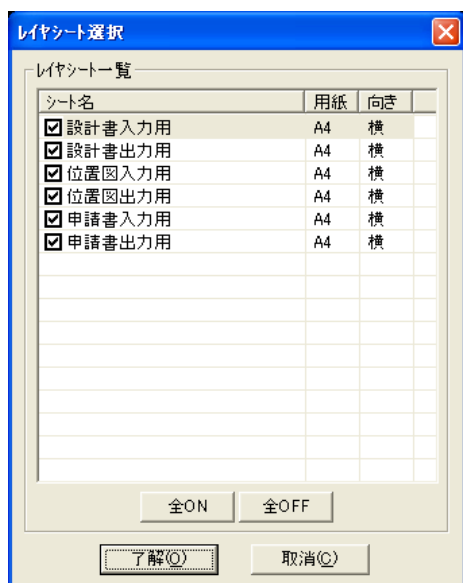 レイヤシート選択
レイヤシート一覧
シート名 用紙 向き
設計書入力用 A4 横
設計書出力用 A4 横
位置図入力用 A4 横
位置図出力用 A4 横
申請書入力用 A4 横
申請書出力用 A4 横
全ON 全OFF
了解(O) 取消(C)